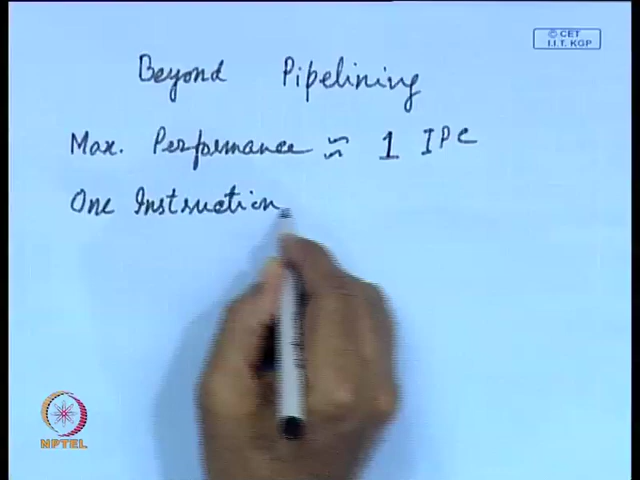 © CET
I.I.T. KGP
Beyond Pipelining
Max. Performance ≈ 1 IPC
One Instruction
NPTEL